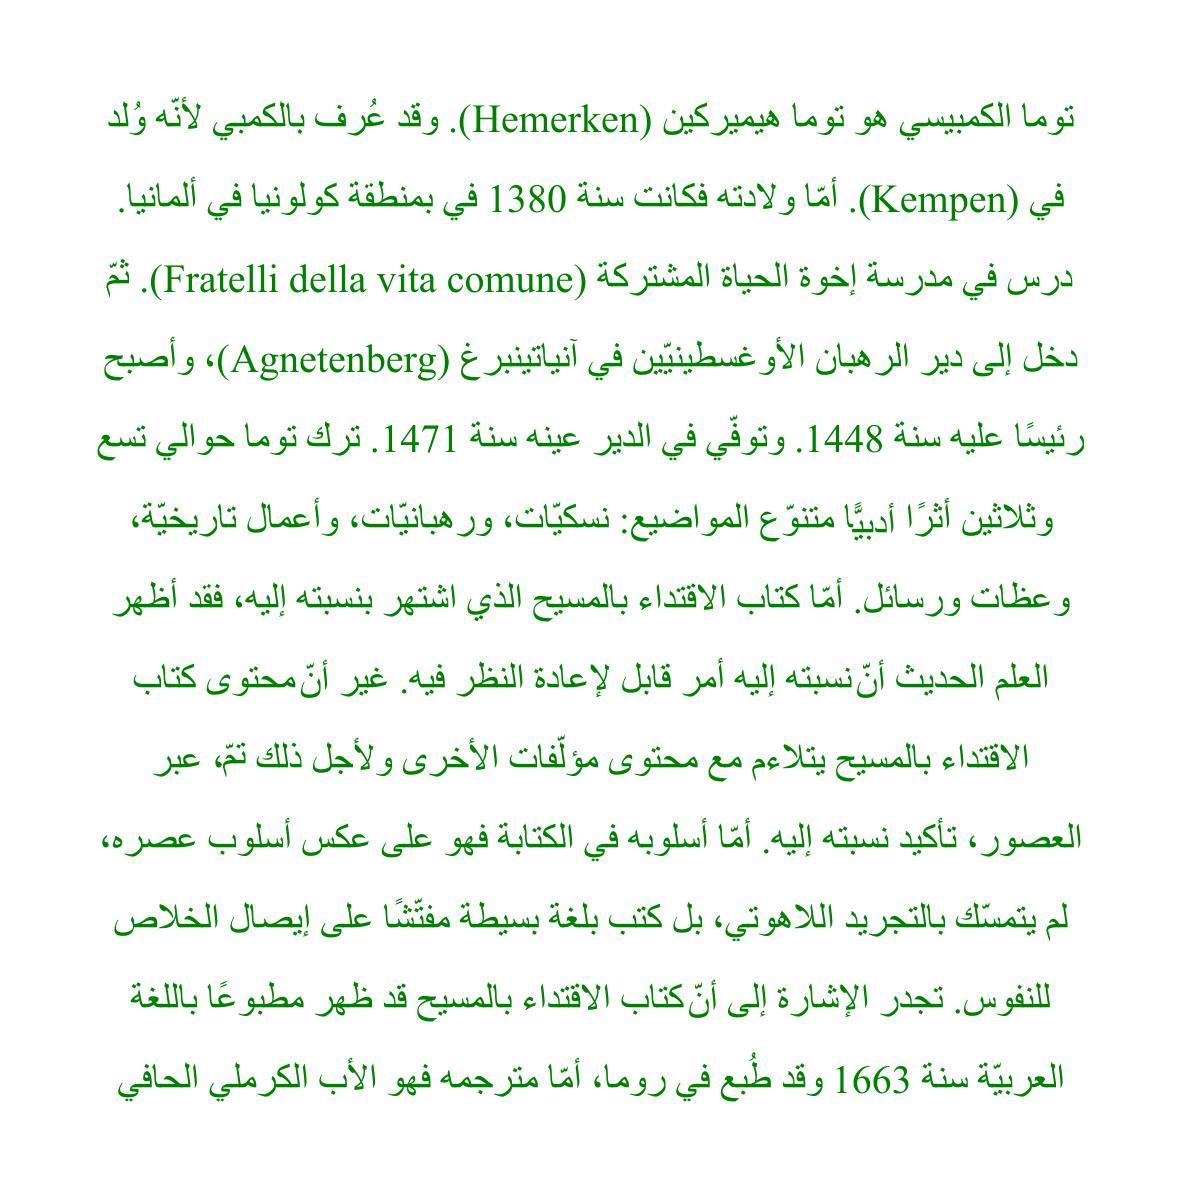 توما الكمبيسي هو توما هيميركين (Hemerken). وقد عُرف بالكمبي لأنّه وُلد
في (Kempen). أمّا ولادته فكانت سنة 1380 في بمنطقة كولونيا في ألمانيا.
درس في مدرسة إخوة الحياة المشتركة (Fratelli della vita comune). ثمّ
دخل إلى دير الرهبان الأوغسطينيّين في آنياتينبرغ (Agnetenberg)، وأصبح
رئيسًا عليه سنة 1448. وتوفّي في الدير عينه سنة 1471. ترك توما حوالي تسع
وثلاثين أثرًا أدبيًّا متنوّع المواضيع: نسكيّات، ورهبانيّات، وأعمال تاريخيّة،
وعظات ورسائل. أمّا كتاب الاقتداء بالمسيح الذي اشتهر بنسبته إليه، فقد أظهر
العلم الحديث أنّ نسبته إليه أمر قابل لإعادة النظر فيه. غير أنّ محتوى كتاب
الاقتداء بالمسيح يتلاءم مع محتوى مؤلّفات الأخرى ولأجل ذلك تمّ، عبر
العصور، تأكيد نسبته إليه. أمّا أسلوبه في الكتابة فهو على عكس أسلوب عصره،
لم يتمسّك بالتجريد اللاهوتي، بل كتب بلغة بسيطة مفتّشًا على إيصال الخلاص
للنفوس. تجدر الإشارة إلى أنّ كتاب الاقتداء بالمسيح قد ظهر مطبوعًا باللغة
العربيّة سنة 1663 وقد طُبع في روما، أمّا مترجمه فهو الأب الكرملي الحافي